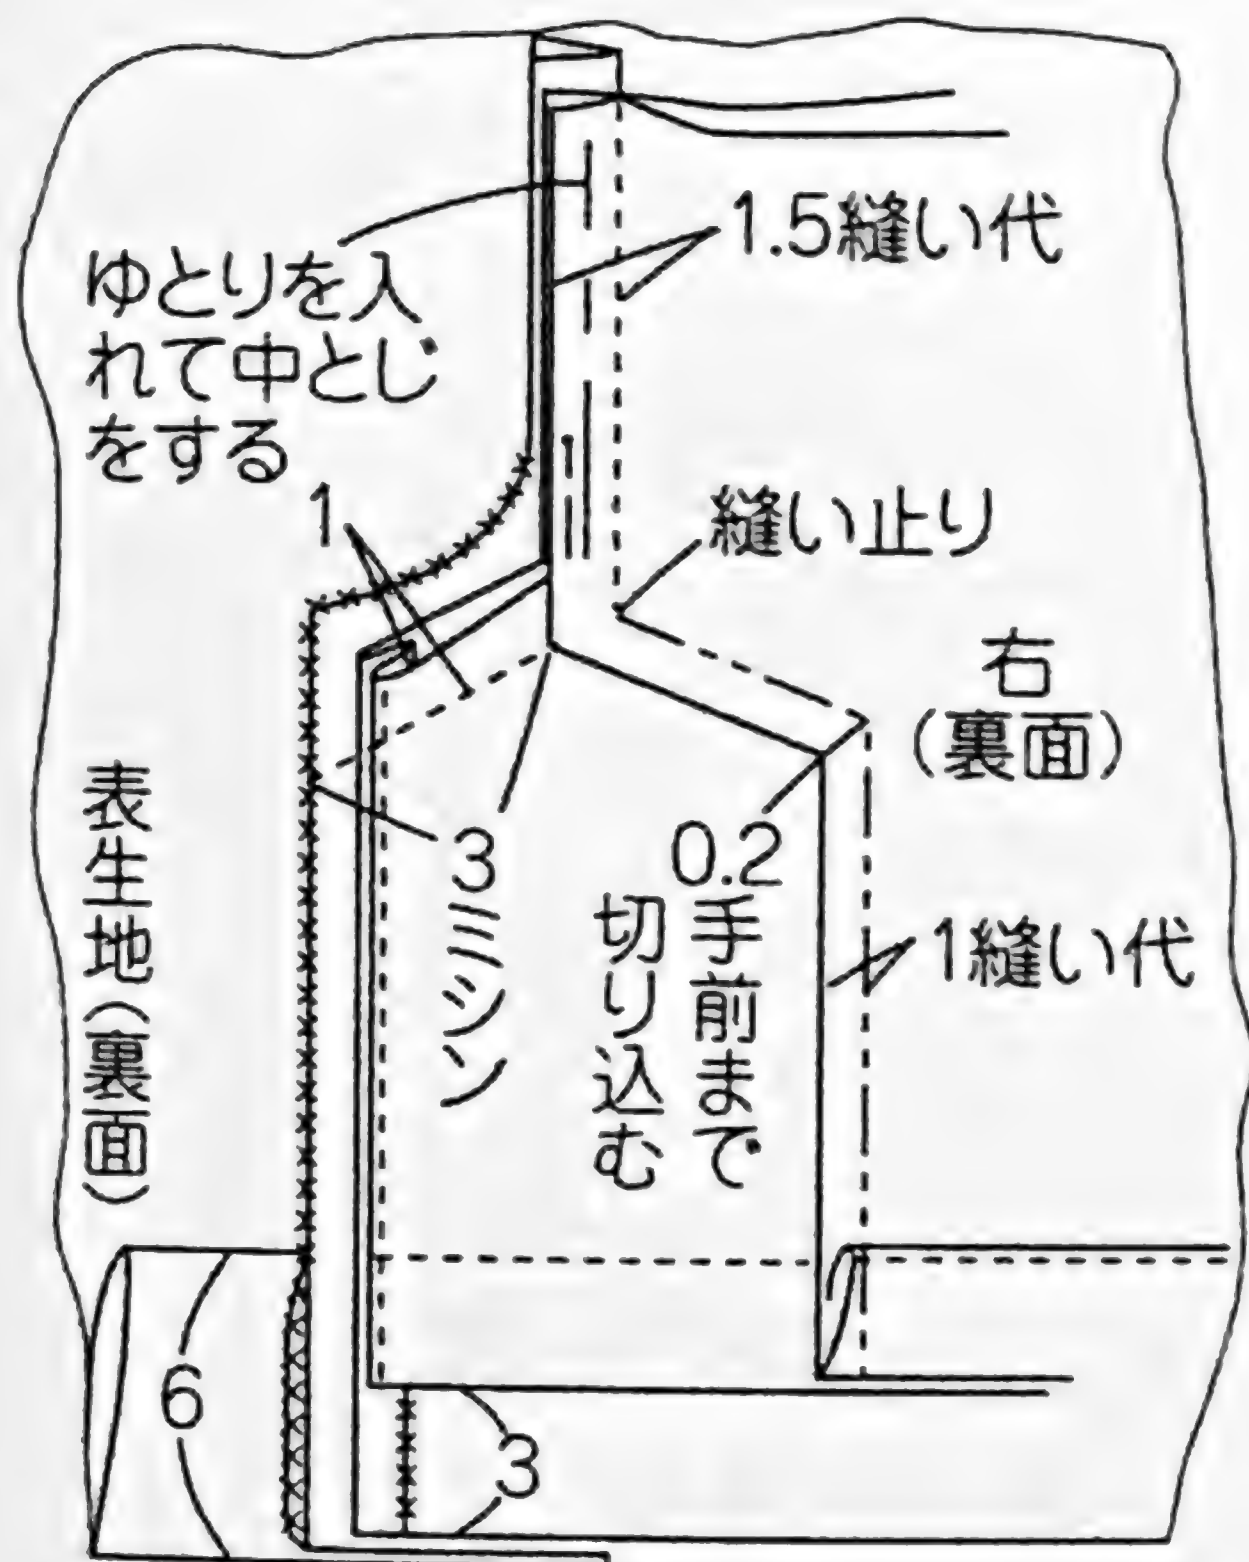 1.5縫い代
ゆとりを入
れて中とじ
をする
1
縫い止り
右
(裏面)
表生地(裏面)
3ミシン
0.2手前まで
切り込む
1縫い代
6
3